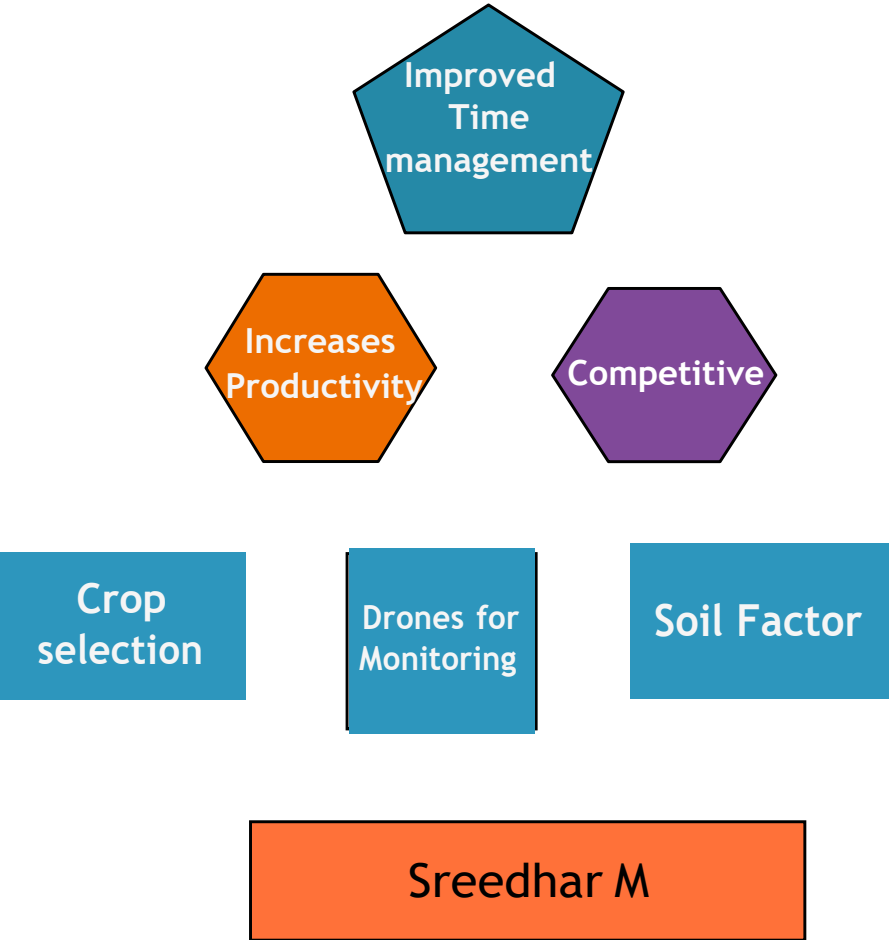 Improved
Time
management
Increases
Productivity
Competitive
Crop
selection
Drones for
Monitoring
Soil Factor
Sreedhar M